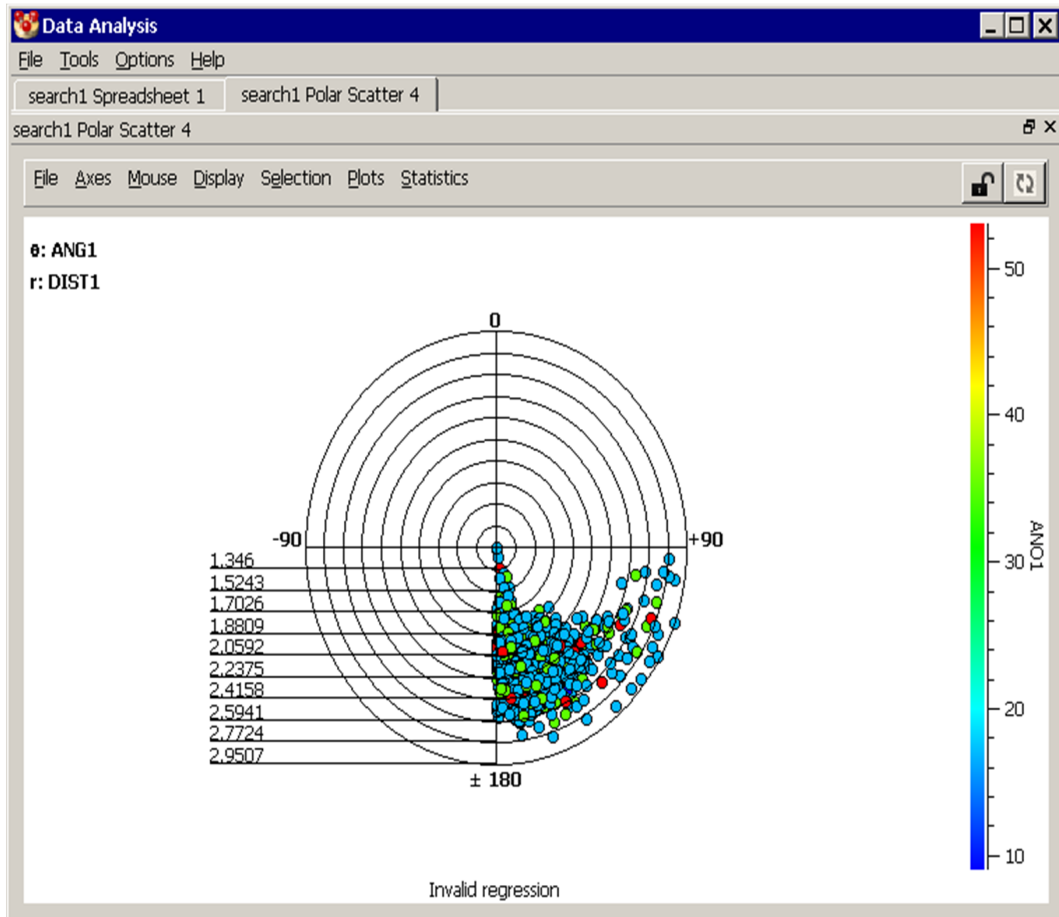 Data Analysis
File Tools Options Help
search1 Spreadsheet 1 search1 Polar Scatter 4
search1 Polar Scatter 4
File Axes Mouse Display Selection Plots Statistics
θ: ANG1
r: DIST1
0
-90
+90
1.346
1.5243
1.7026
1.8809
2.0592
2.2375
2.4158
2.5941
2.7724
2.9507
± 180
50
40
30
20
10
ANO1
Invalid regression